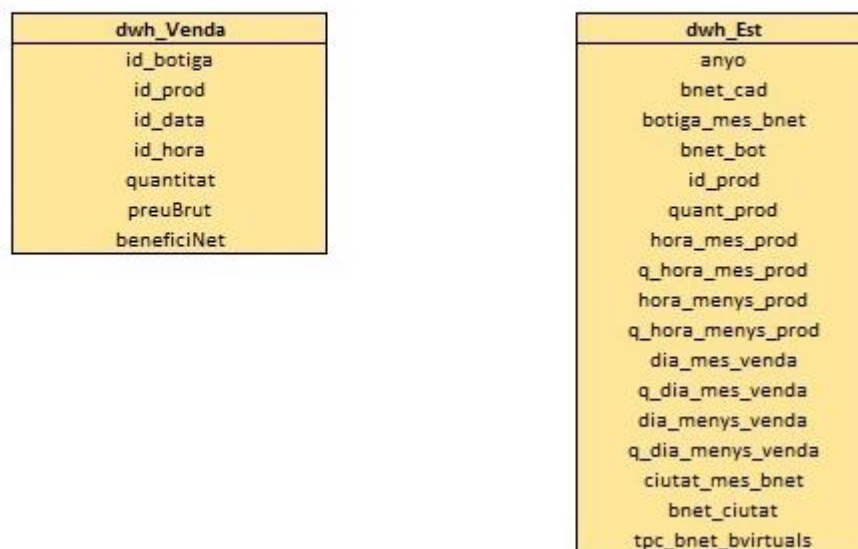 dwh_Venda
id_botiga
id_prod
id_data
id_hora
quantitat
preuBrut
beneficiNet
dwh_Est
anyo
bnet_cad
botiga_mes_bnet
bnet_bot
id_prod
quant_prod
hora_mes_prod
q_hora_mes_prod
hora_menys_prod
q_hora_menys_prod
dia_mes_venda
q_dia_mes_venda
dia_menys_venda
q_dia_menys_venda
ciutat_mes_bnet
bnet_ciutat
tpc_bnet_bvirtuals